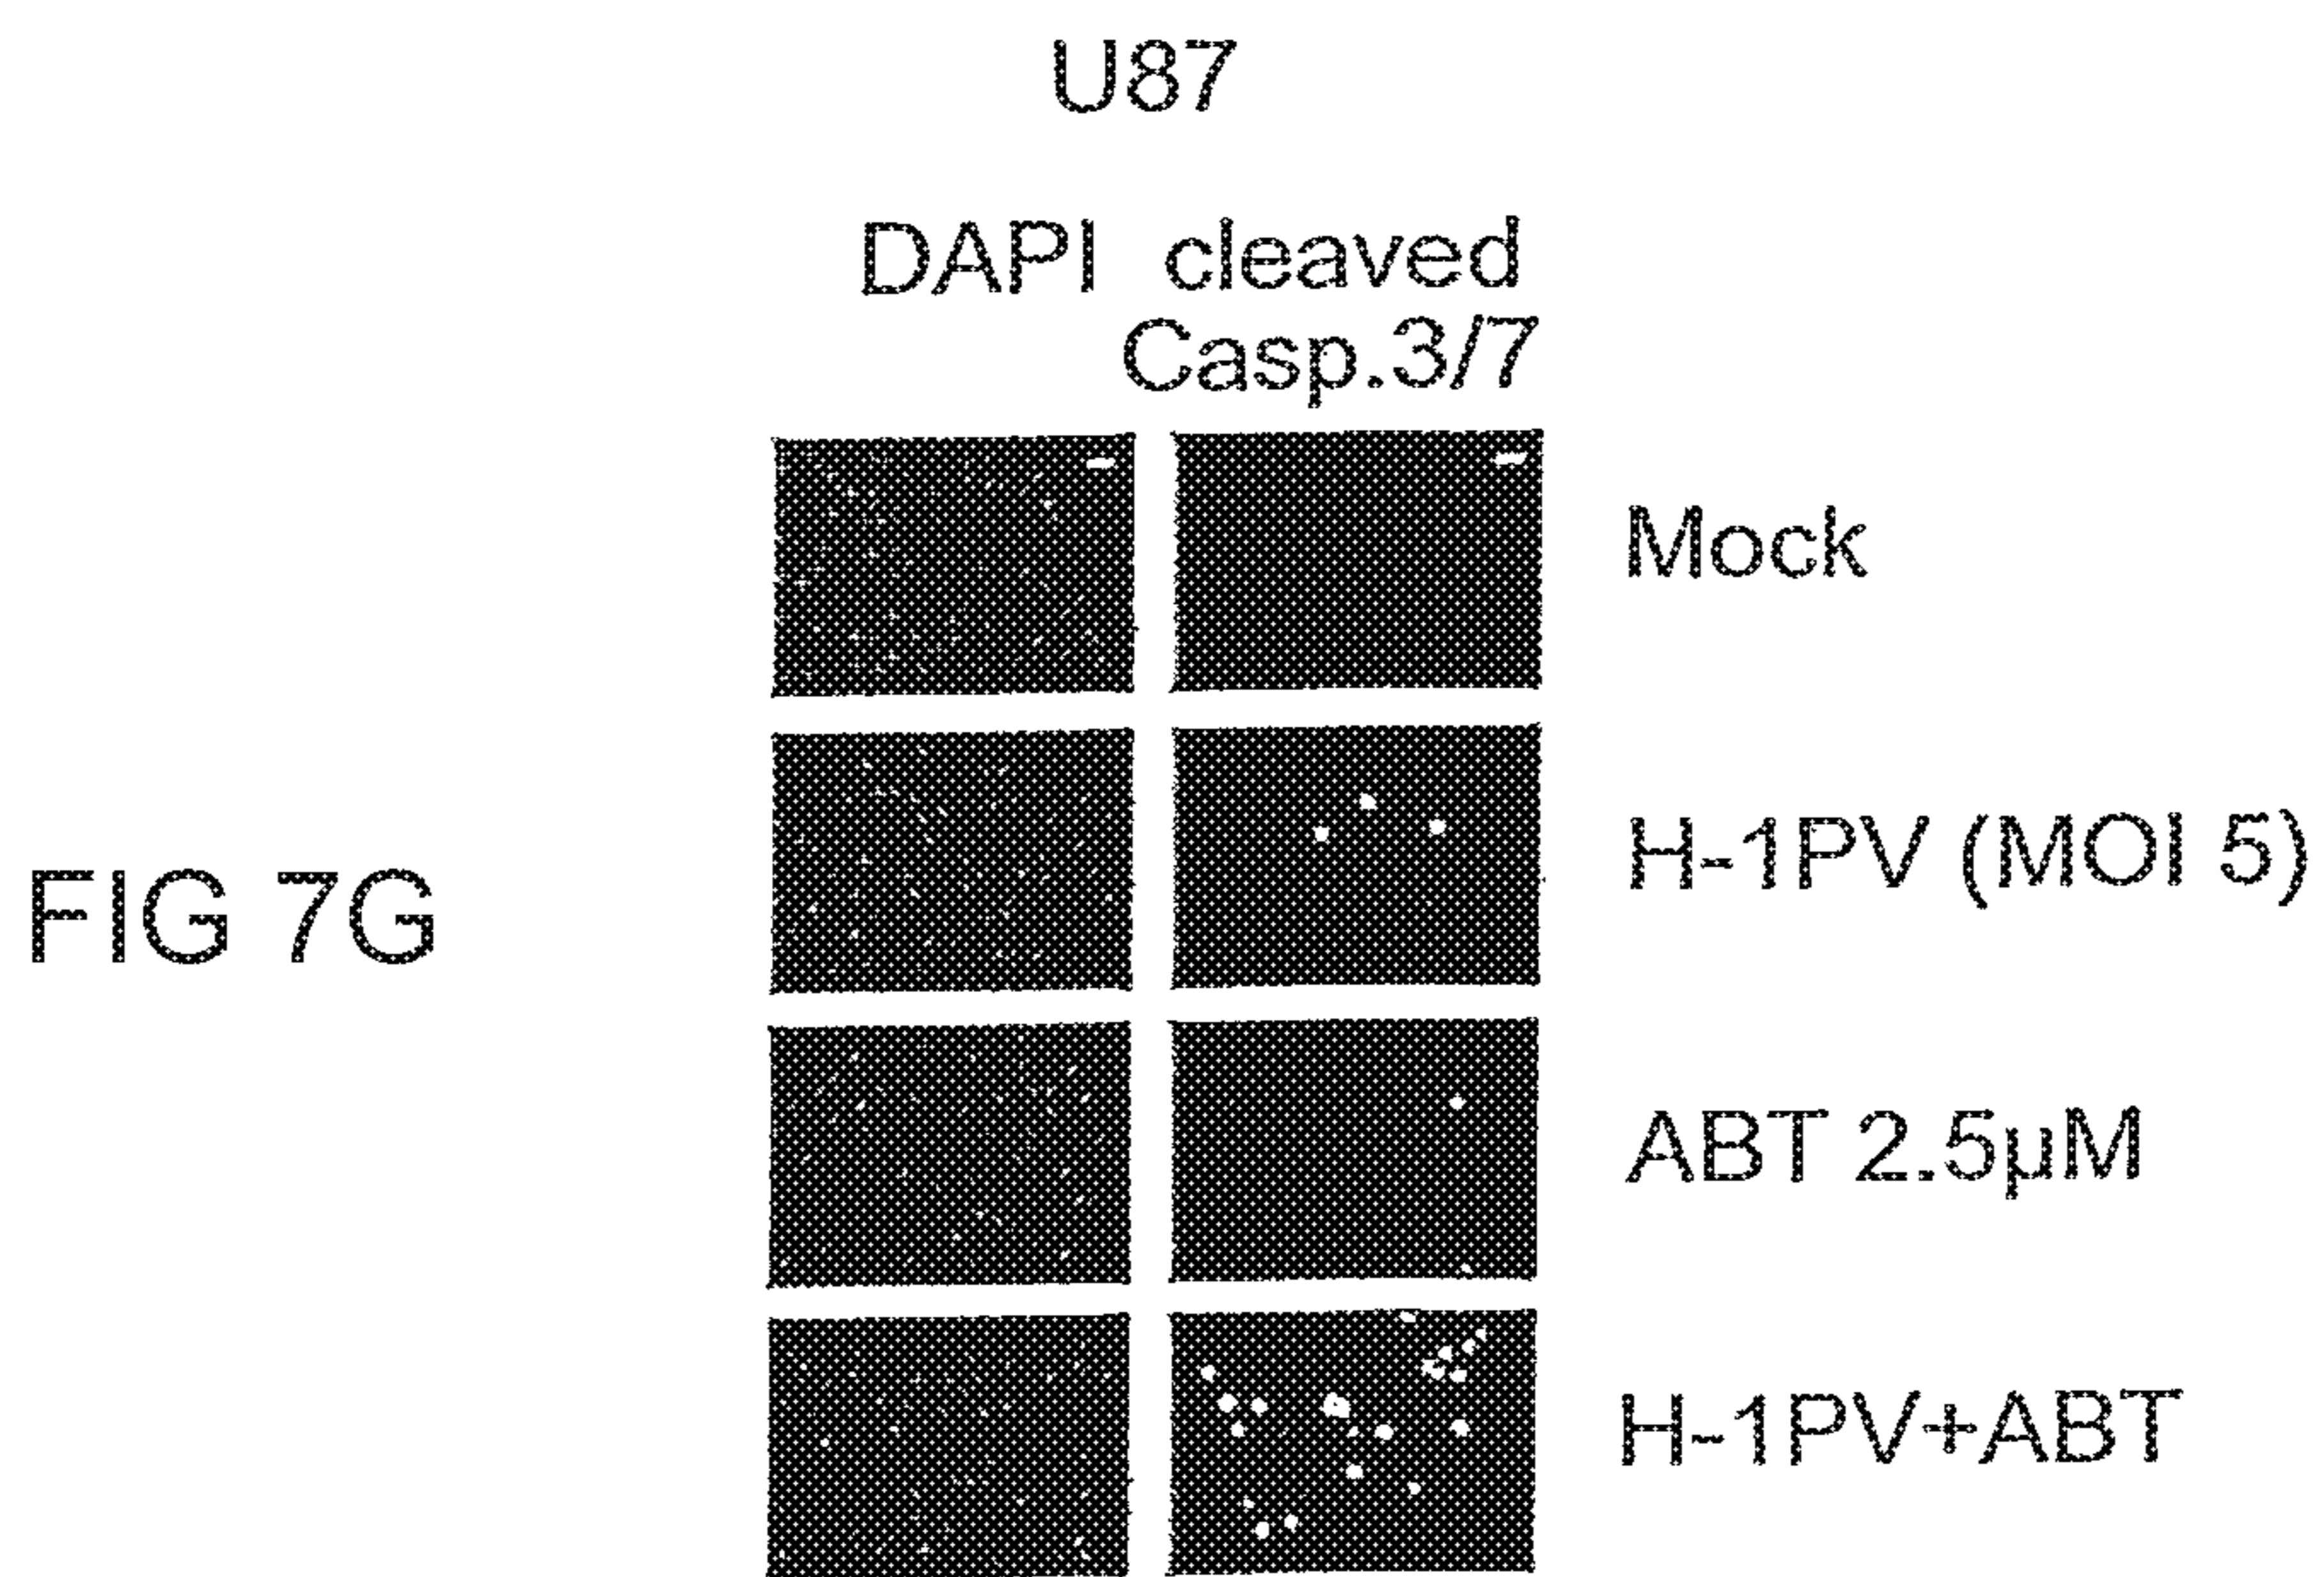 U87
DAPI cleaved
Casp.3/7
Mock
H-1PV (MOI 5)
FIG 7G
ABT 2.5µM
H-1PV+ABT